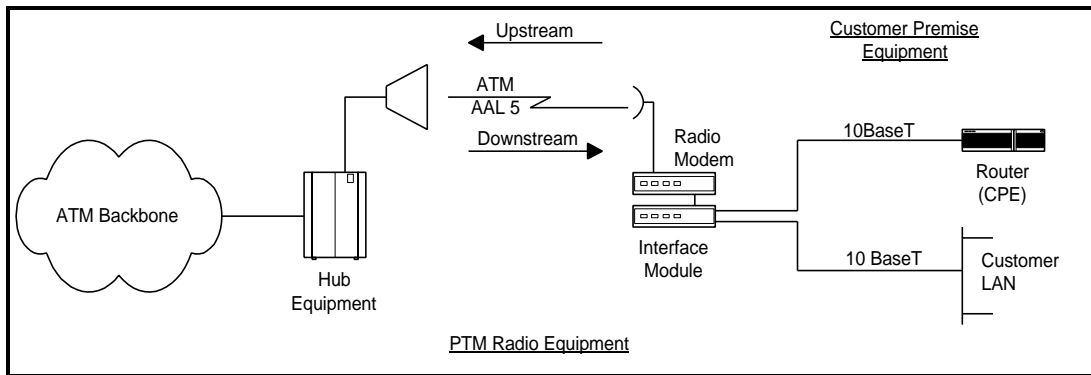 Upstream
Customer Premise
Equipment
ATM
AAL 5
Downstream
Radio
Modem
10BaseT
Router
(CPE)
ATM Backbone
Interface
Module
10 BaseT
Customer
LAN
Hub
Equipment
PTM Radio Equipment